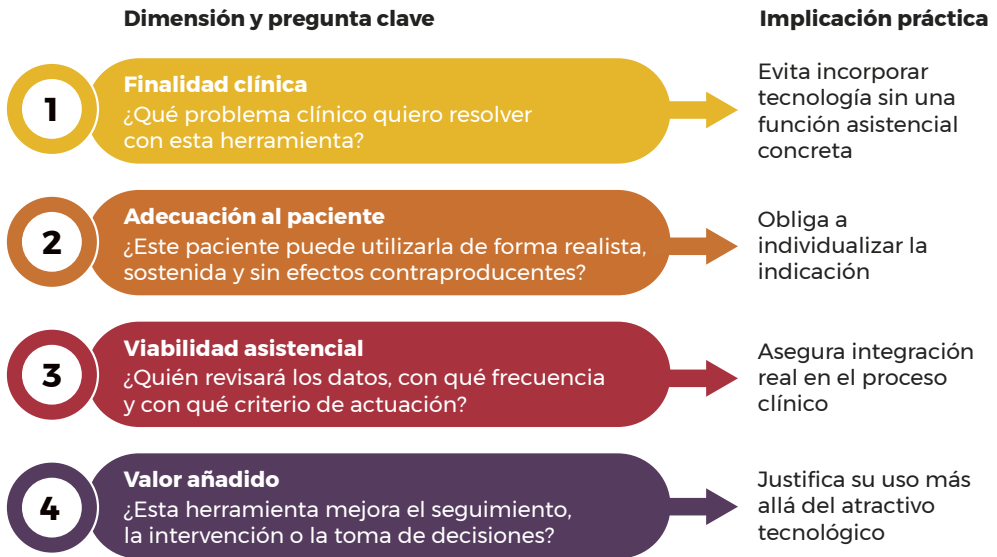 Dimensión y pregunta clave
Implicación práctica
1
Finalidad clínica
¿Qué problema clínico quiero resolver
con esta herramienta?
Evita incorporar
tecnología sin una
función asistencial
concreta
2
Adecuación al paciente
¿Este paciente puede utilizarla de forma realista,
sostenida y sin efectos contraproducentes?
Obliga a
individualizar la
indicación
3
Viabilidad asistencial
¿Quién revisará los datos, con qué frecuencia
y con qué criterio de actuación?
Asegura integración
real en el proceso
clínico
4
Valor añadido
¿Esta herramienta mejora el seguimiento,
la intervención o la toma de decisiones?
Justifica su uso más
allá del atractivo
tecnológico